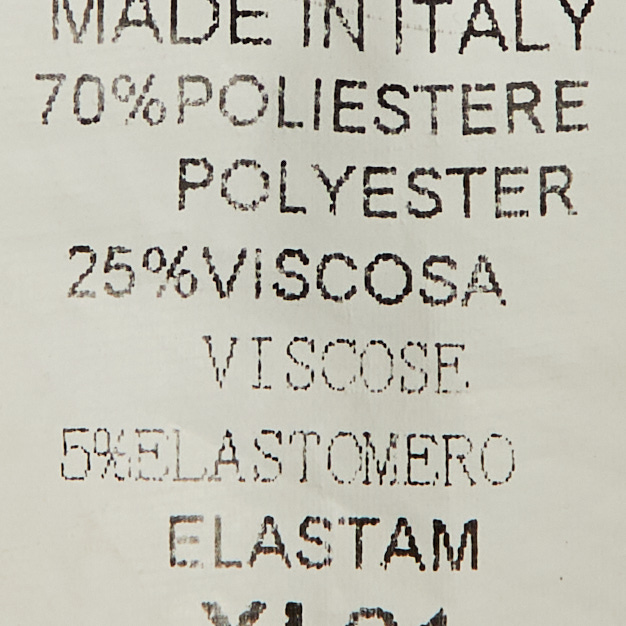 MADE IN ITALY
70%POLIESTERE
POLYESTER
25%VISCOSA
VISCOSE
5%ELASTOMERO
ELASTAM